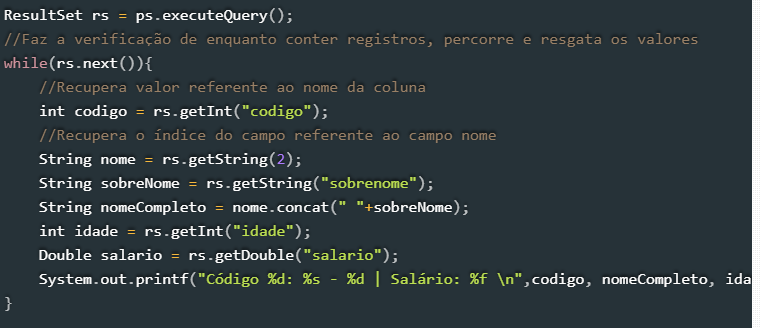 ResultSet rs = ps.executeQuery();
//Faz a verificação de enquanto conter registros, percorre e resgata os valores
while(rs.next()){
//Recupera valor referente ao nome da coluna
int codigo = rs.getInt("codigo");
//Recupera o índice do campo referente ao campo nome
String nome = rs.getString(2);
String sobreNome = rs.getString("sobrenome");
String nomeCompleto = nome.concat(" "+sobreNome);
int idade = rs.getInt("idade");
Double salario = rs.getDouble("salario");
System.out.printf("Código %d: %s - %d | Salário: %f \n",codigo, nomeCompleto, ida
}